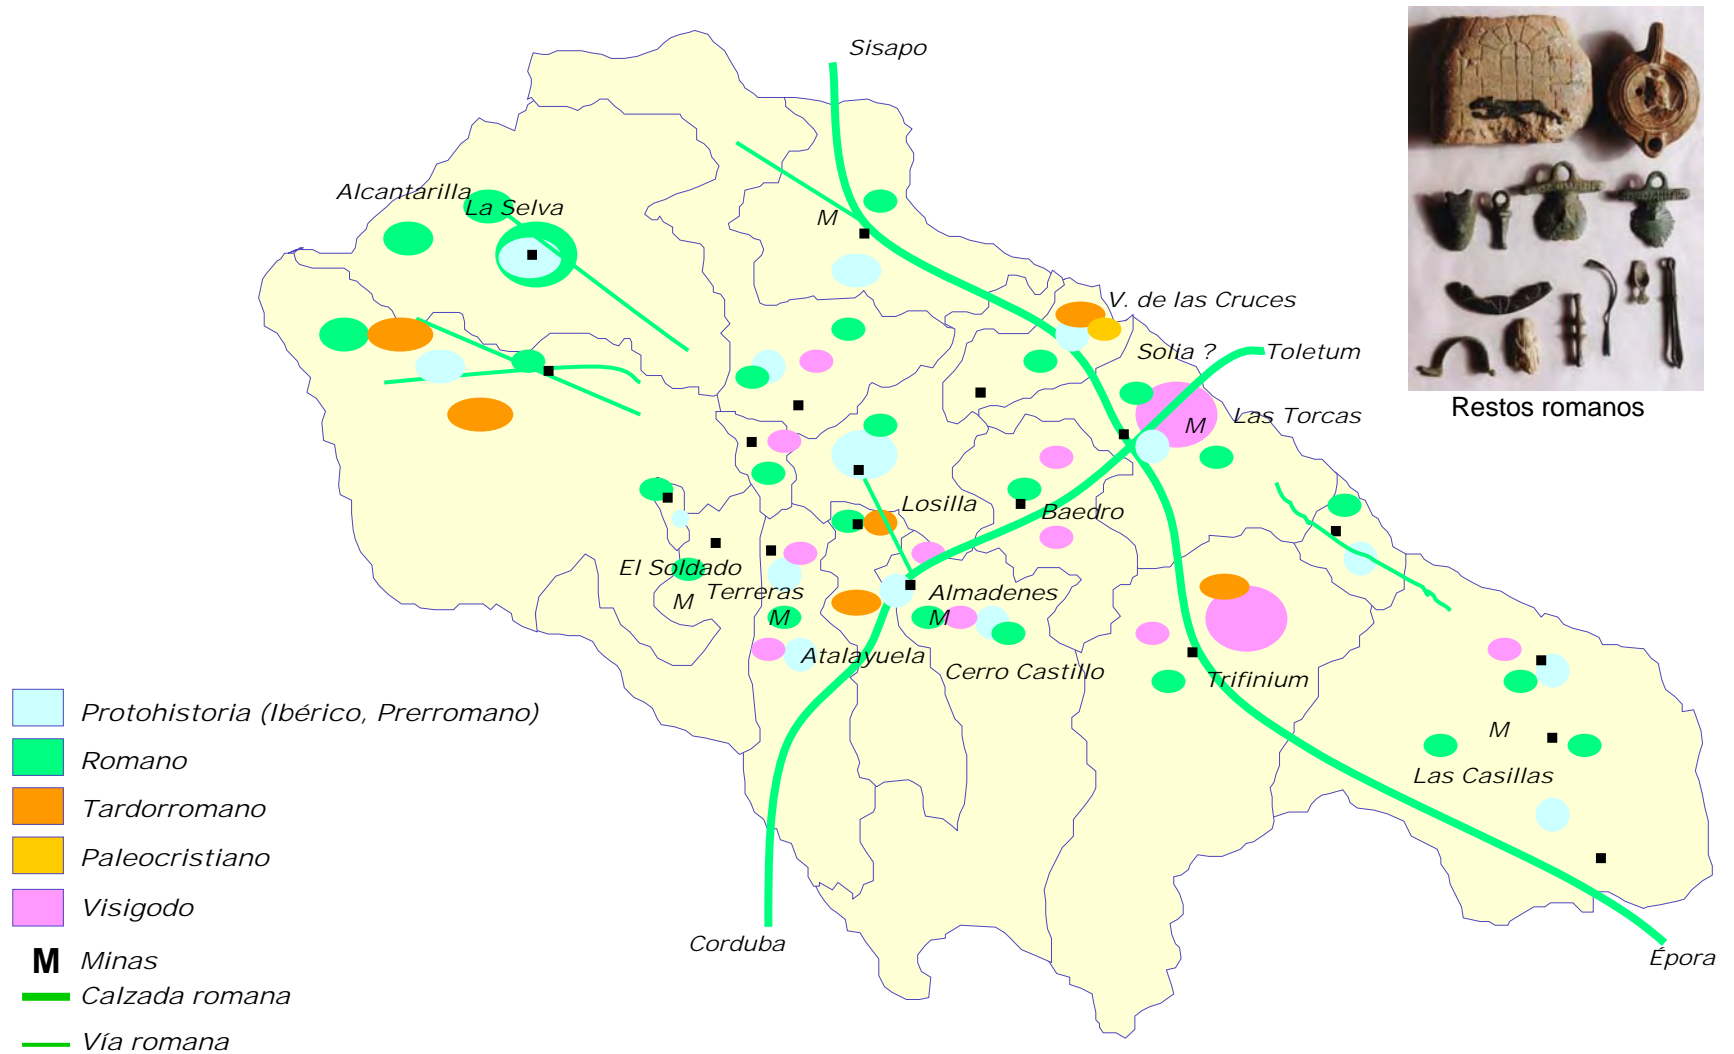 Sisapo
Alcantarilla
La Selva
M
V. de las Cruces
Solia ?
Toletum
Restos romanos
Las Torcas
M
Losilla
Baedro
El Soldado
Terreras
Almadenes
M
M
M
Atalayuela
Cerro Castillo
Trifinium
M
Las Casillas
Corduba
Épora
Protohistoria (Ibérico, Prerromano)
Romano
Tardorromano
Paleocristiano
Visigodo
M Minas
Calzada romana
Vía romana